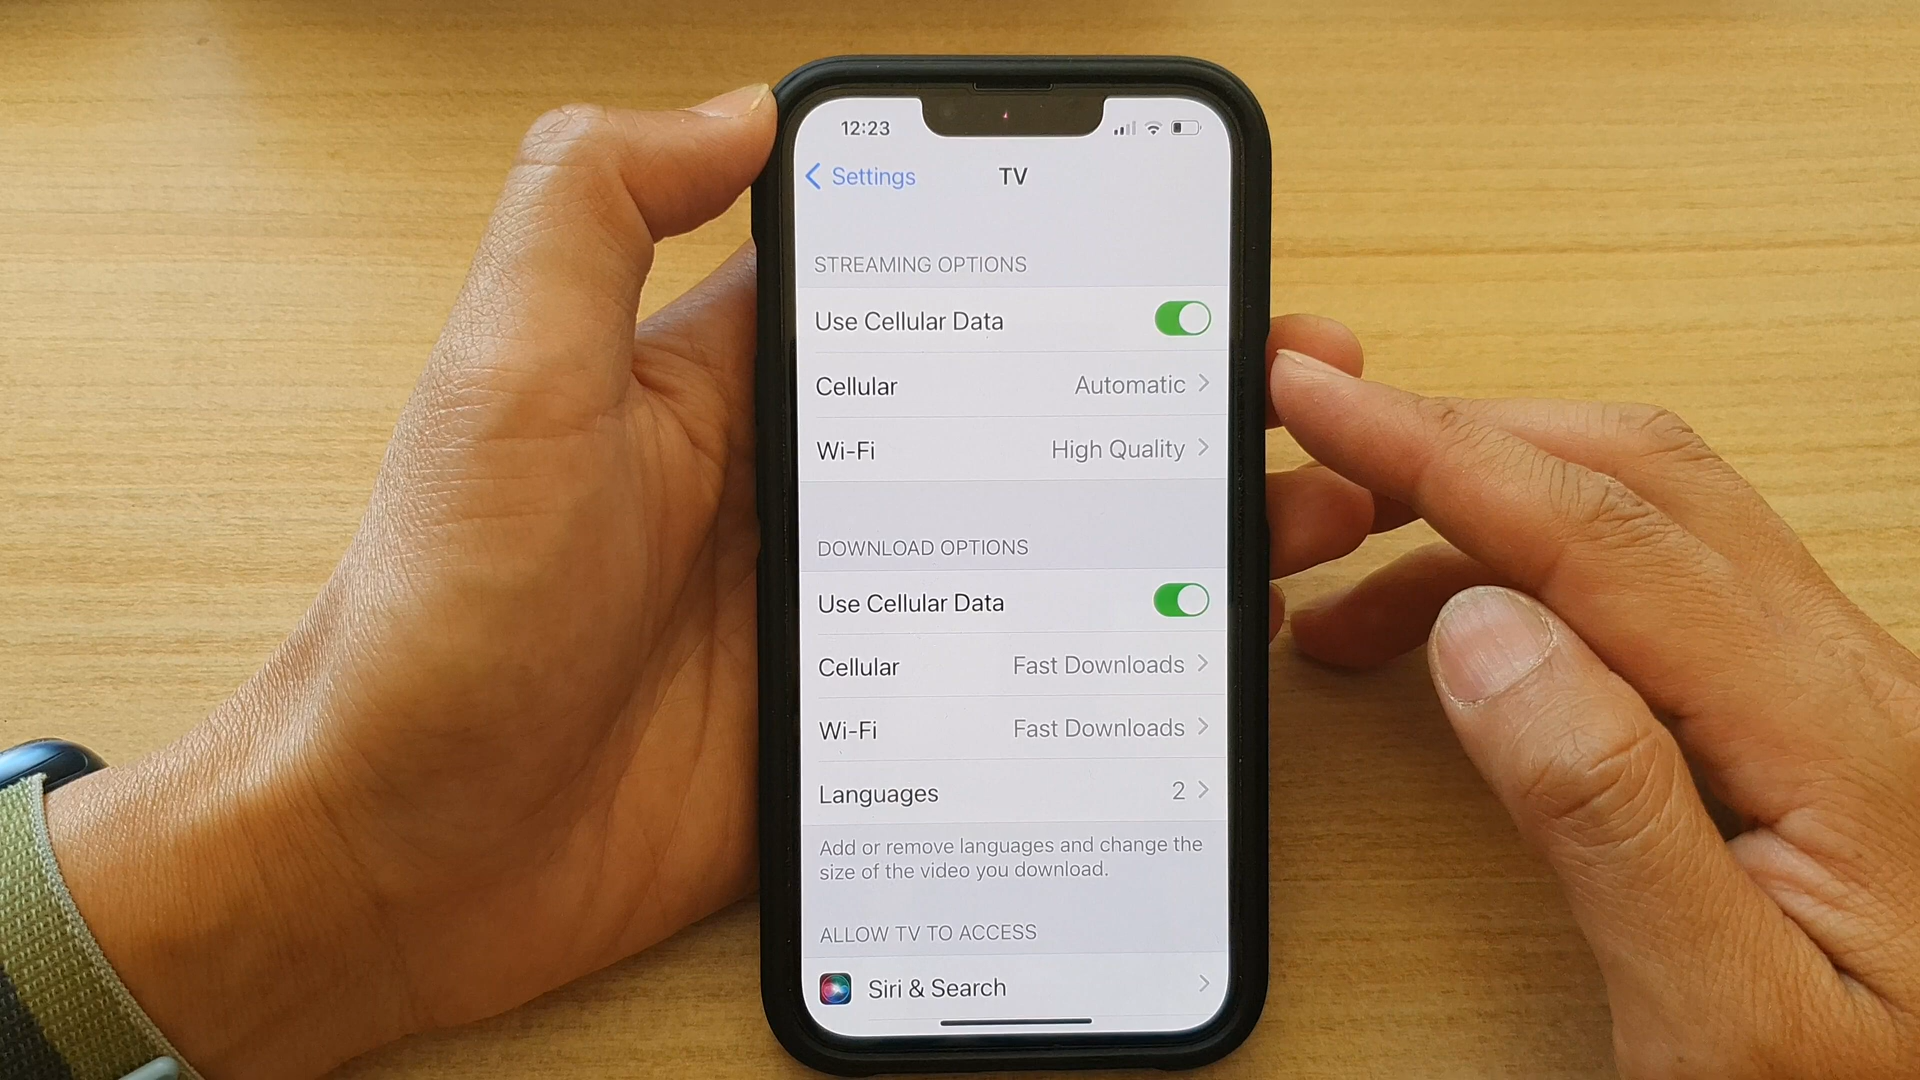 12:23
Settings
TV
STREAMING OPTIONS
Use Cellular Data
Cellular Automatic
Wi-Fi High Quality
DOWNLOAD OPTIONS
Use Cellular Data
Cellular Fast Downloads
Wi-Fi Fast Downloads
Languages 2
Add or remove languages and change the
size of the video you download.
ALLOW TV TO ACCESS
Siri & Search